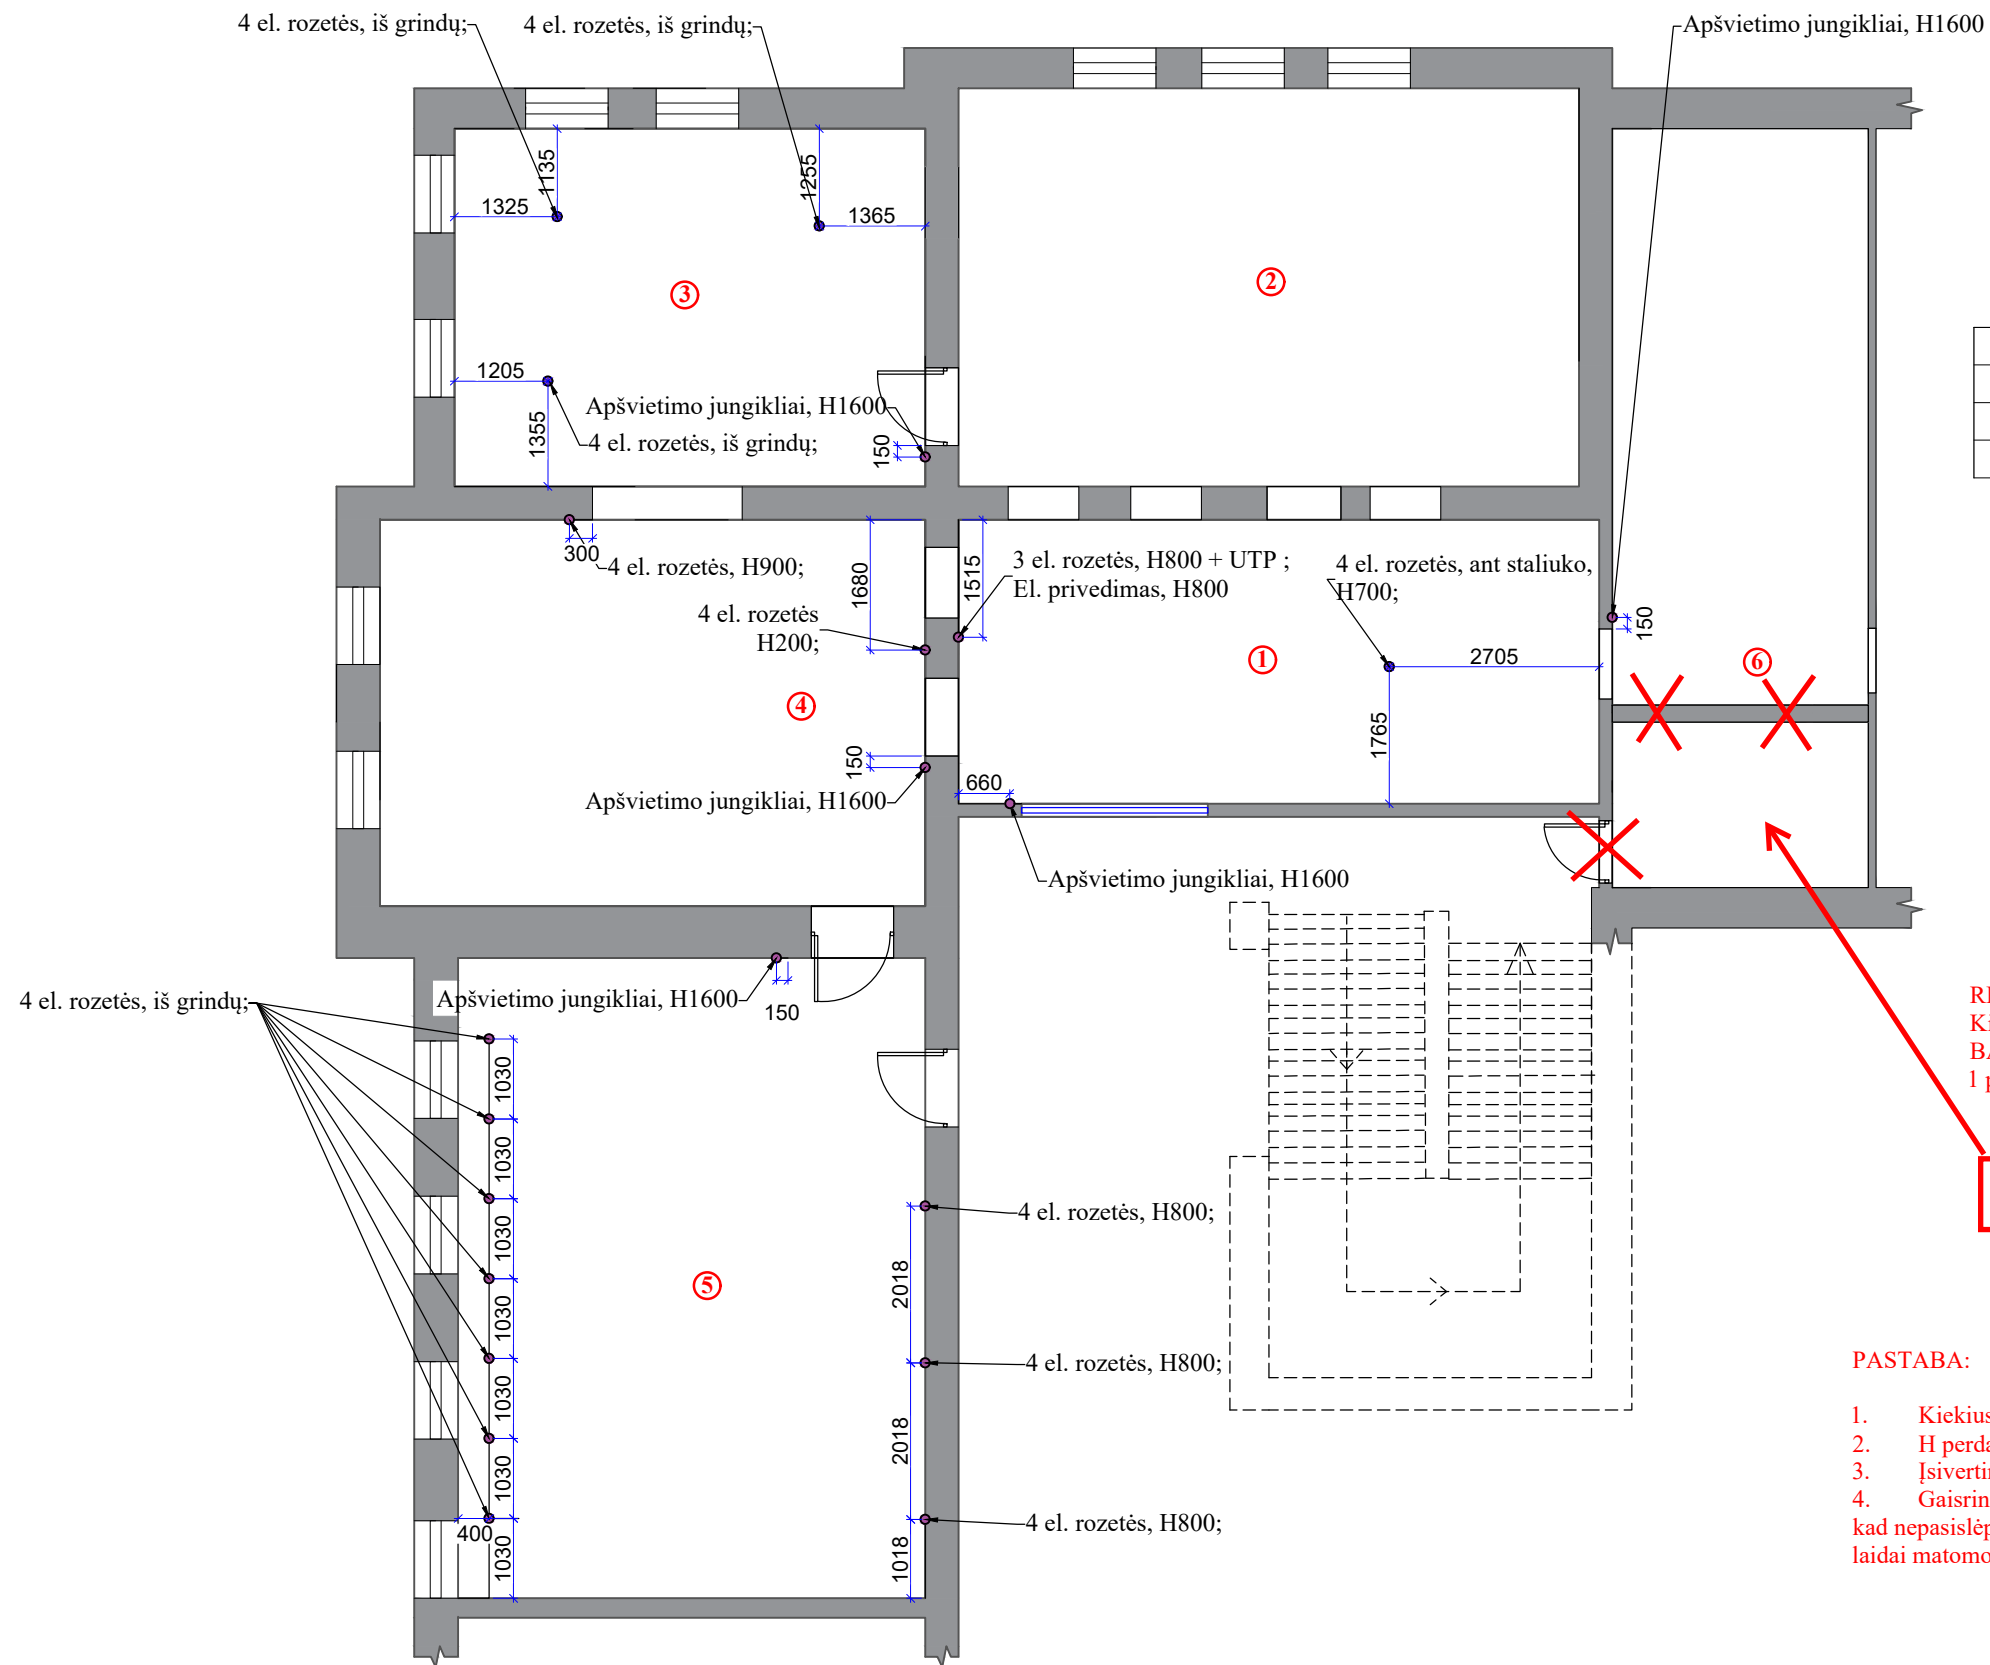 4 el. rozetės, iš grindų;
4 el. rozetės, iš grindų;
Apšvietimo jungikliai, H1600
1135
1255
1325
1365
3
2
1205
Apšvietimo jungikliai, H1600
1355
4 el. rozetės, iš grindų;
150
300
4 el. rozetės, H900;
1680
1515
3 el. rozetės, H800 + UTP ;
El. privedimas, H800
4 el. rozetės, ant staliuko,
H700;
4 el. rozetės
H200;
150
2705
1
6
4
1765
150
660
Apšvietimo jungikliai, H1600
Apšvietimo jungikliai, H1600
4 el. rozetės, iš grindų;
Apšvietimo jungikliai, H1600
150
1030
1030
1030
1030
1030
1030
1030
400
5
4 el. rozetės, H800;
2018
4 el. rozetės, H800;
2018
4 el. rozetės, H800;
1018
1
PASTABA:
1. Kiekius
2. H
3.
4.
kad
laidai